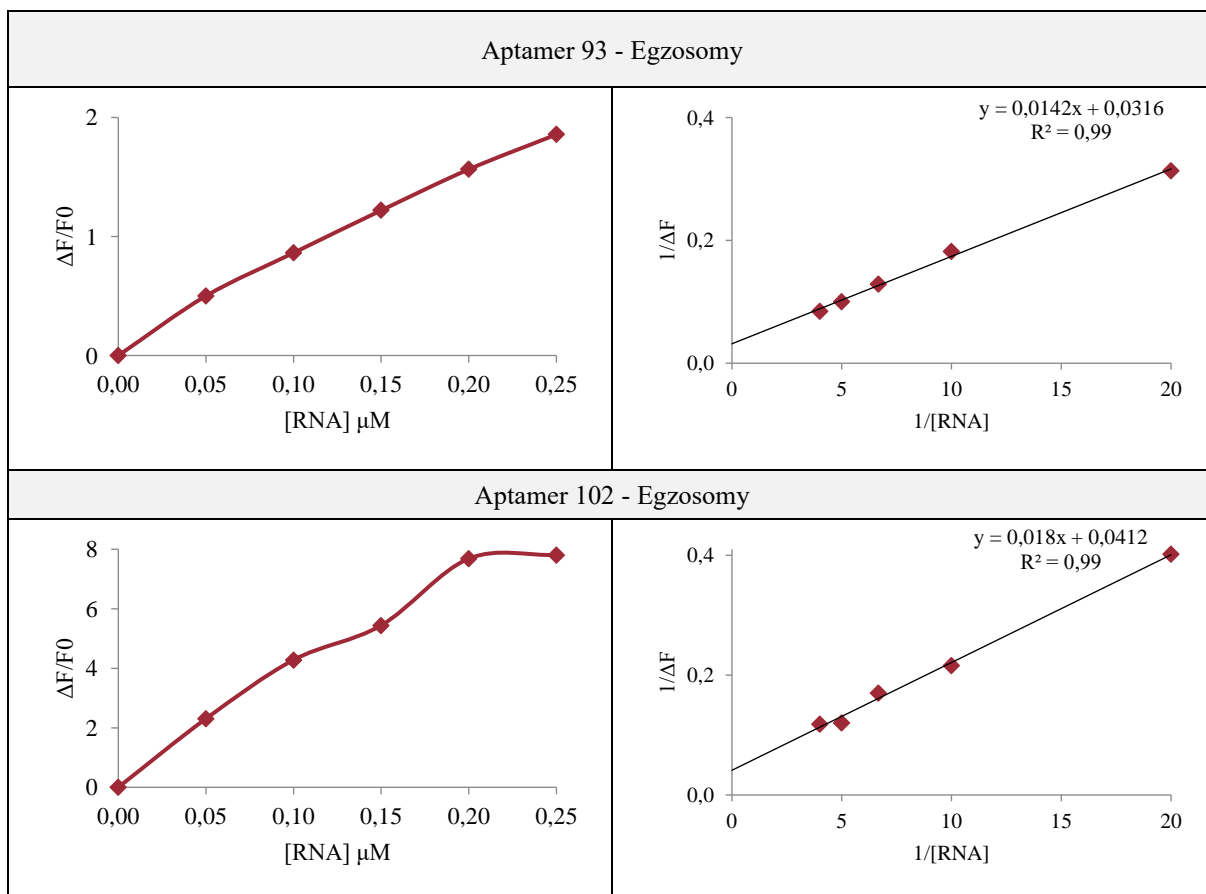 Aptamer 93 - Egzosomy
2
1
0
ΔF/F0
0,00 0,05 0,10 0,15 0,20 0,25
[RNA] µM
y = 0,0142x + 0,0316
R² = 0,99
0,4
0,2
0,0
1/ΔF
0 5 10 15 20
1/[RNA]
Aptamer 102 - Egzosomy
8
6
4
2
0
ΔF/F0
0,00 0,05 0,10 0,15 0,20 0,25
[RNA] µM
y = 0,018x + 0,0412
R² = 0,99
0,4
0,2
0,0
1/ΔF
0 5 10 15 20
1/[RNA]